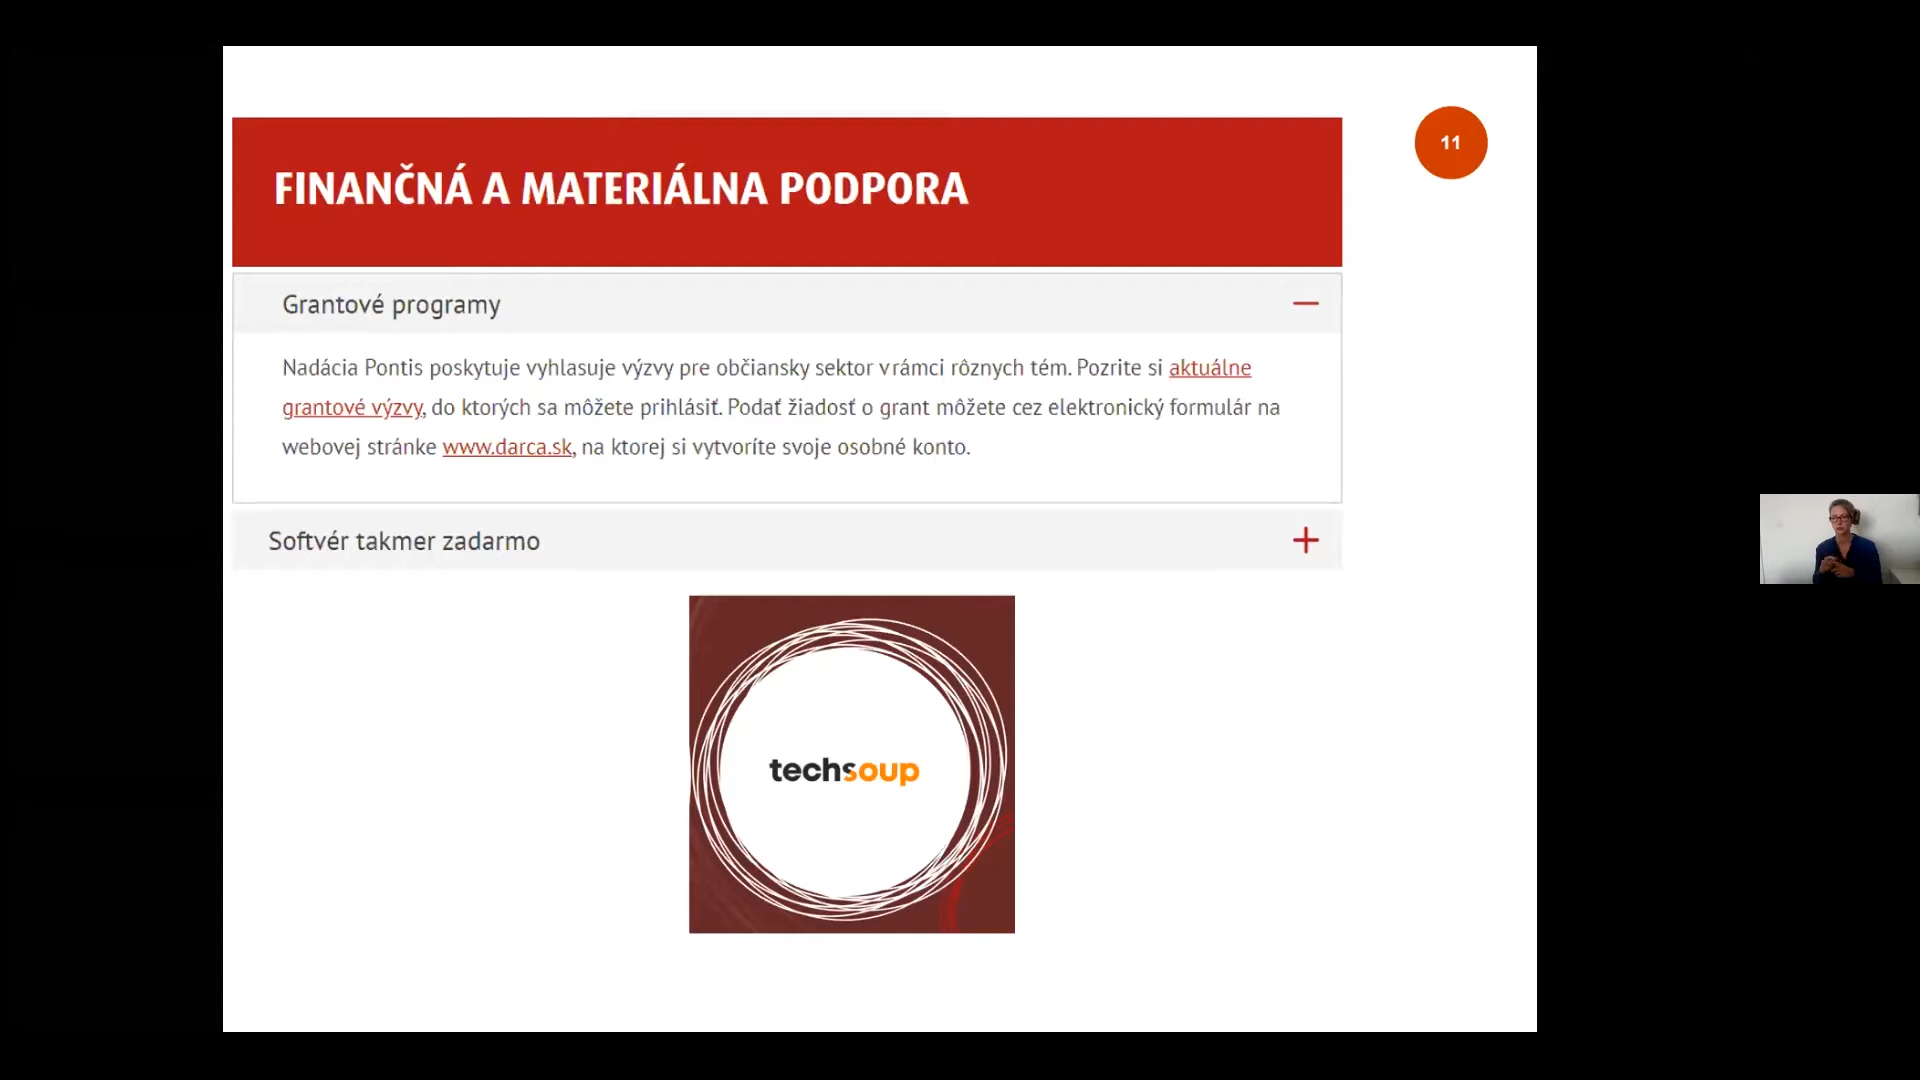 11
FINANČNÁ A MATERIÁLNA PODPORA
Grantové programy
Nadácia Pontis poskytuje vyhlasuje výzvy pre občiansky sektor v rámci rôznych tém. Pozrite si aktuálne
grantové výzvy, do ktorých sa môžete prihlásiť. Podať žiadosť o grant môžete cez elektronický formulár na
webovej stránke www.darca.sk, na ktorej si vytvoríte svoje osobné konto.
Softvér takmer zadarmo
techsoup